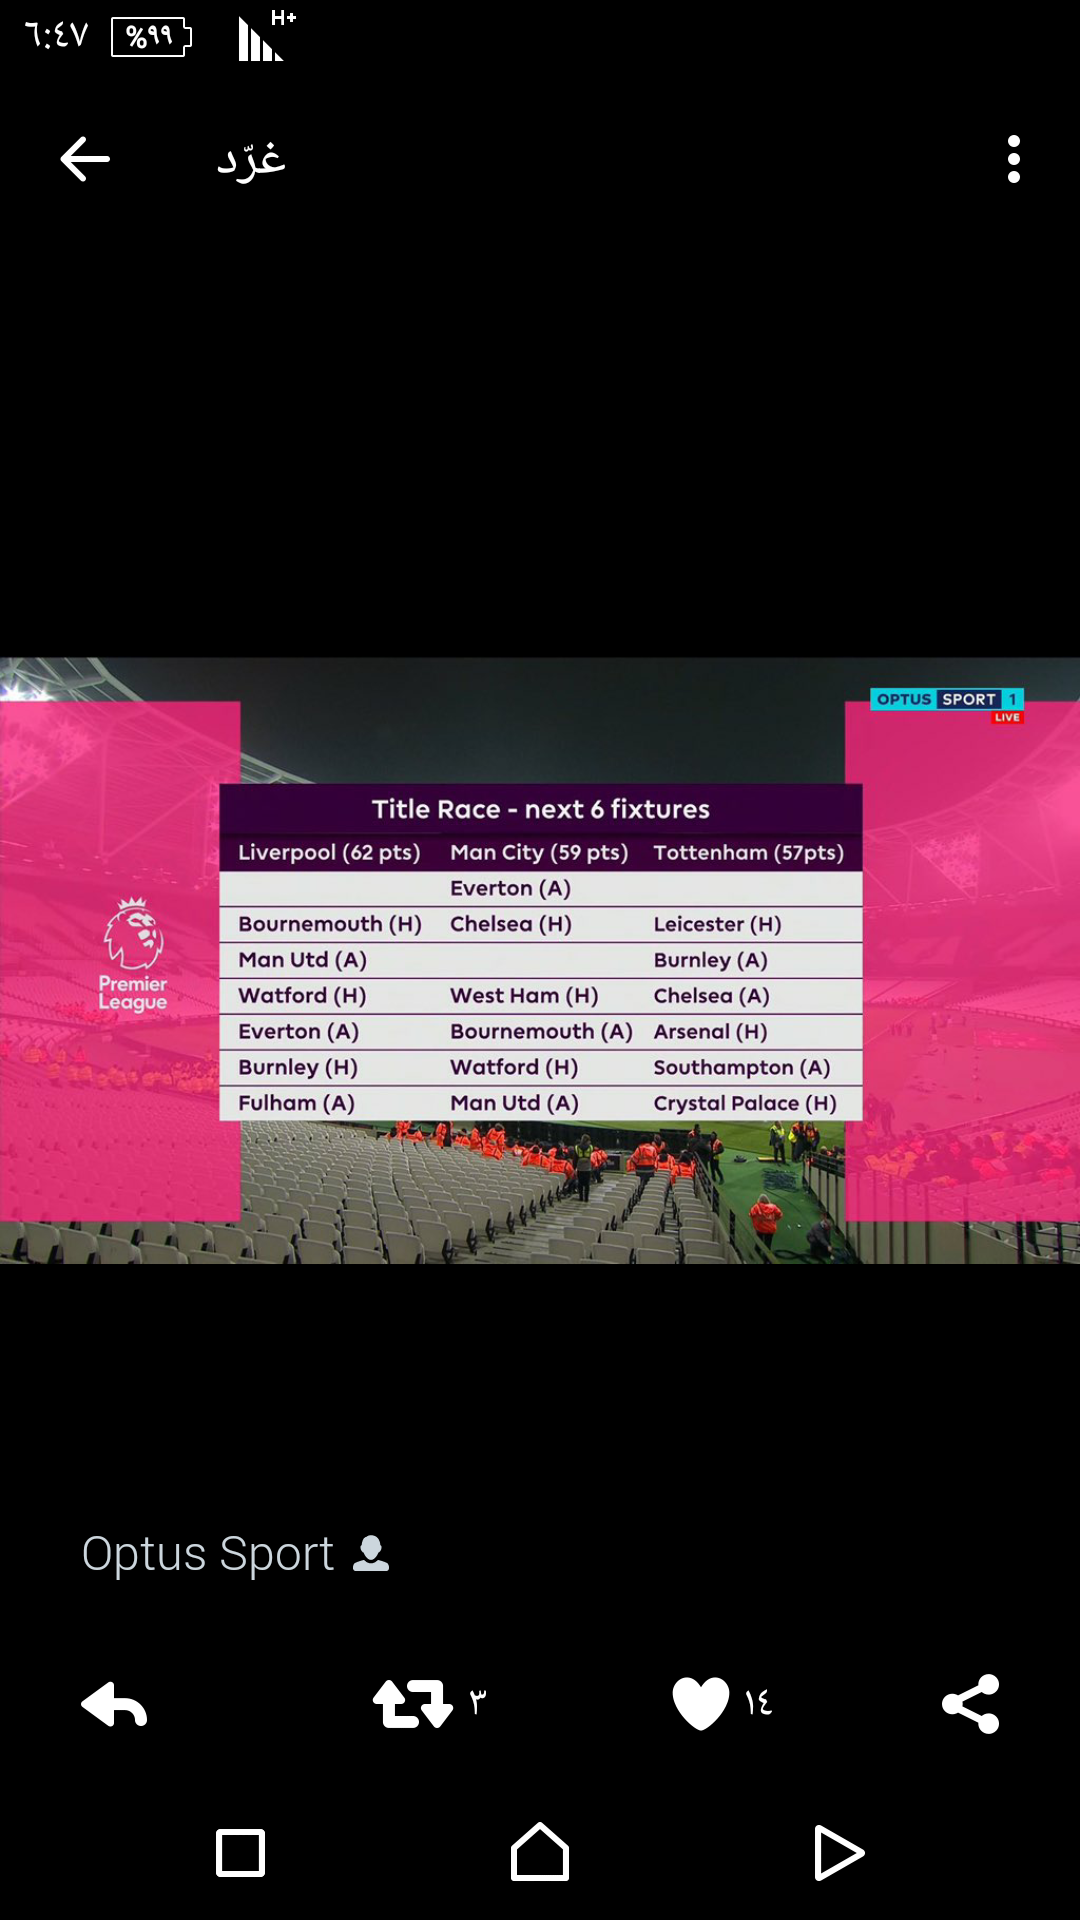 ٦:٤٧ %٩٩ H+
غرّد
OPTUS SPORT 1
LIVE
Title Race - next 6 fixtures
Liverpool (62 pts) Man City (59 pts) Tottenham (57pts)
Everton (A)
Bournemouth (H) Chelsea (H) Leicester (H)
Man Utd (A) Burnley (A)
Watford (H) West Ham (H) Chelsea (A)
Everton (A) Bournemouth (A) Arsenal (H)
Burnley (H) Watford (H) Southampton (A)
Fulham (A) Man Utd (A) Crystal Palace (H)
Premier
League
Optus Sport
٣ ١٤